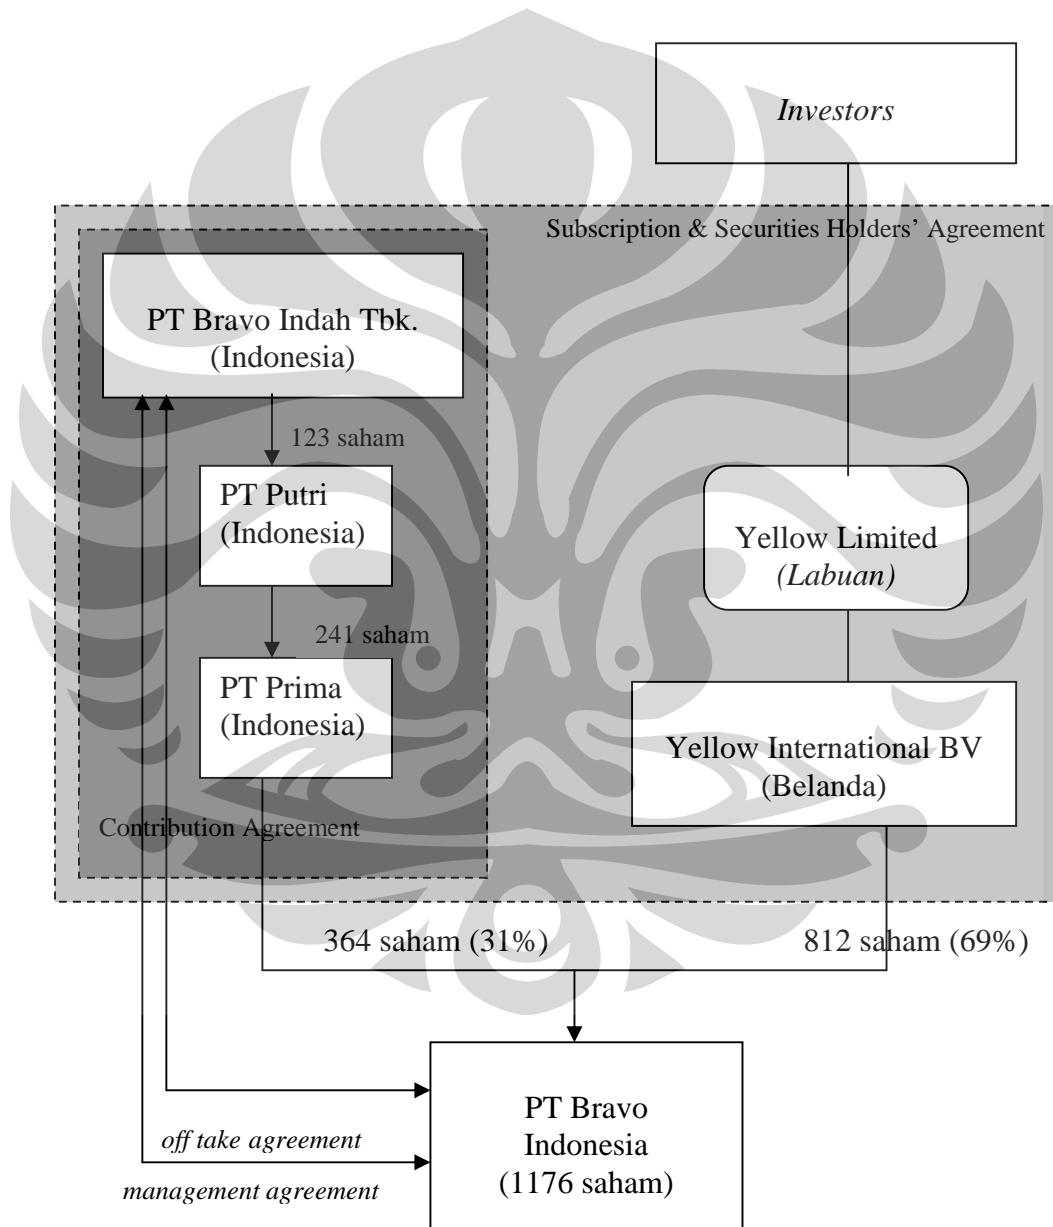 Investors
Subscription & Securities Holders’ Agreement
PT Bravo Indah Tbk.
(Indonesia)
123 saham
PT Putri
(Indonesia)
Yellow Limited
(Labuan)
241 saham
PT Prima
(Indonesia)
Yellow International BV
(Belanda)
Contribution Agreement
364 saham (31%)
812 saham (69%)
PT Bravo
Indonesia
(1176 saham)
off take agreement
management agreement